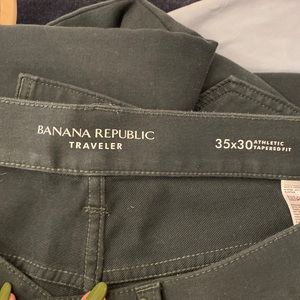 BANANA REPUBLIC
TRAVELER
35x30 ATHLETIC
TAPERED FIT